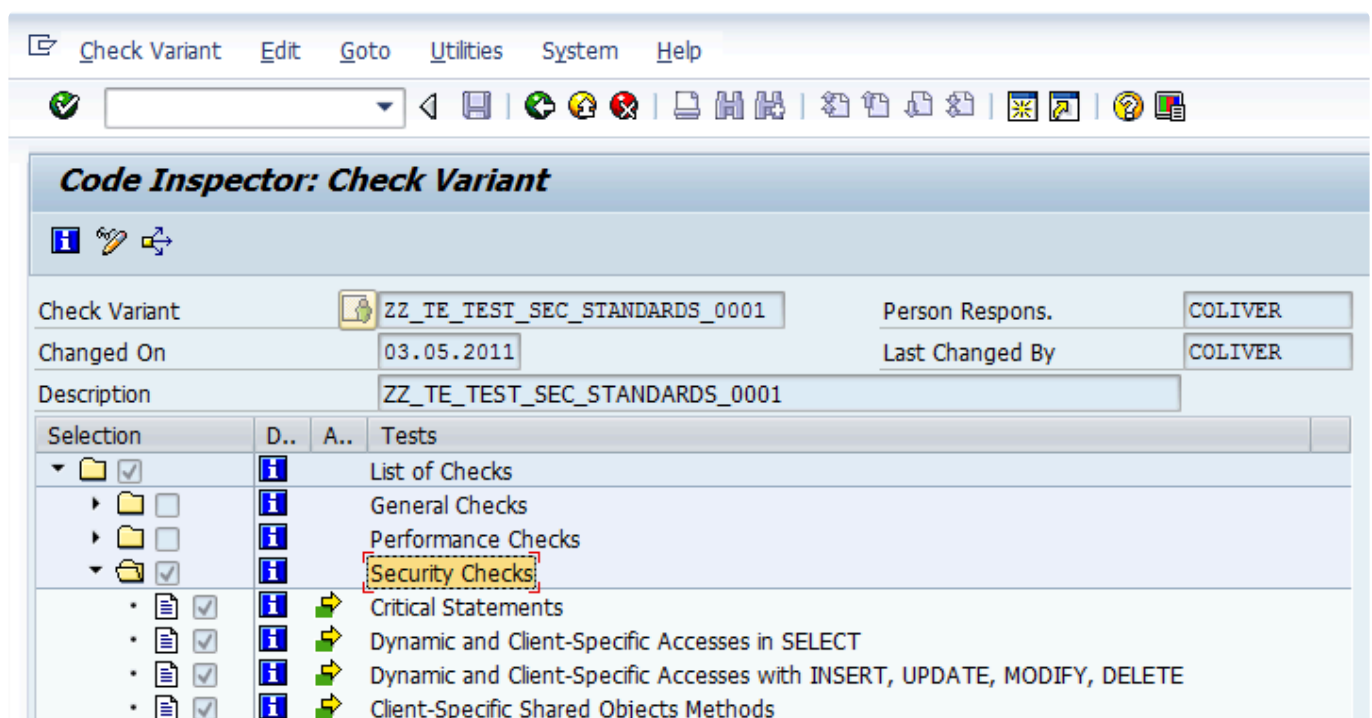 Check Variant Edit Goto Utilities System Help
Code Inspector: Check Variant
Check Variant ZZ_TE_TEST_SEC_STANDARDS_0001 Person Respons. COLIVER
Changed On 03.05.2011 Last Changed By COLIVER
Description ZZ_TE_TEST_SEC_STANDARDS_0001
Selection D.. A.. Tests
List of Checks
General Checks
Performance Checks
Security Checks
Critical Statements
Dynamic and Client-Specific Accesses in SELECT
Dynamic and Client-Specific Accesses with INSERT, UPDATE, MODIFY, DELETE
Client-Specific Shared Objects Methods